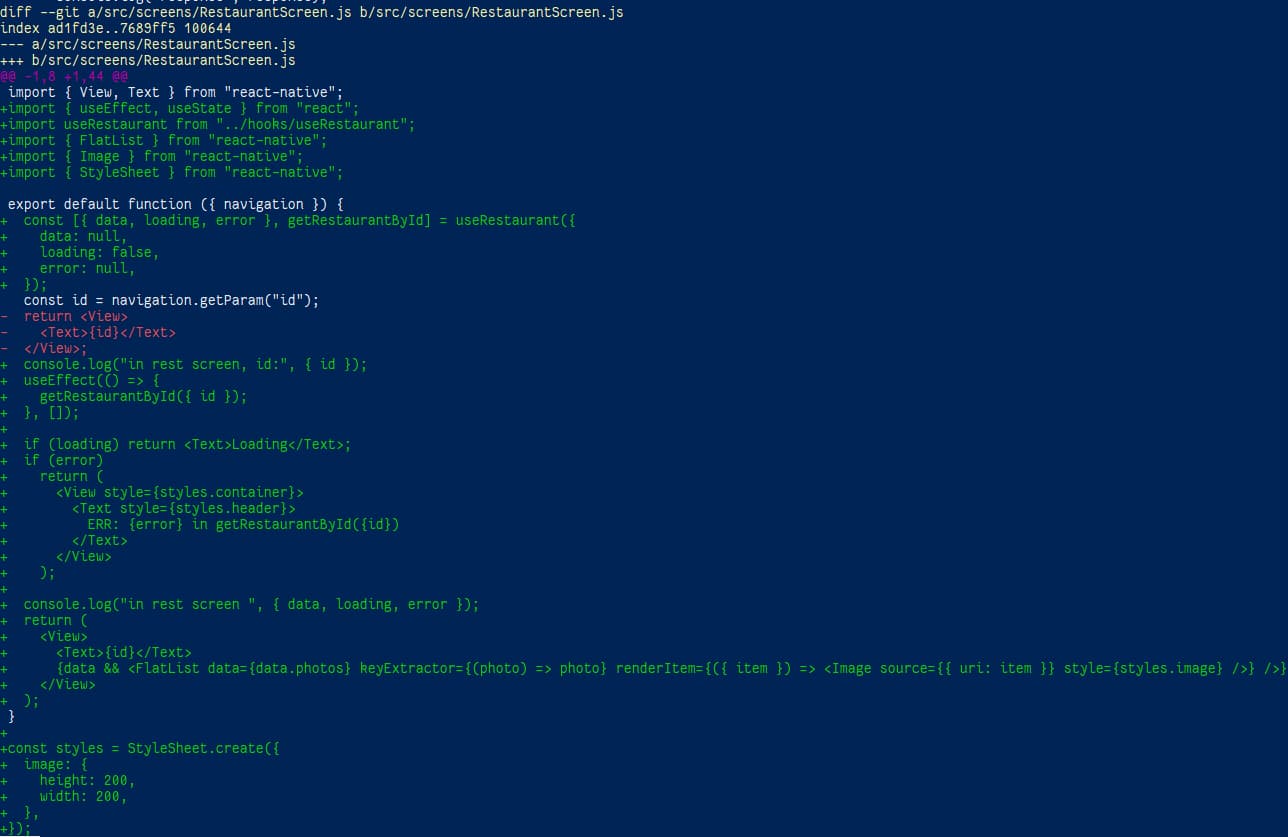 diff --git a/src/screens/RestaurantScreen.js b/src/screens/RestaurantScreen.js
index ad1fd3e..7689ff5 100644
--- a/src/screens/RestaurantScreen.js
+++ b/src/screens/RestaurantScreen.js
@@ -1,8 +1,44 @@
 import { View, Text } from "react-native";
+import { useEffect, useState } from "react";
+import useRestaurant from "../hooks/useRestaurant";
+import { FlatList } from "react-native";
+import { Image } from "react-native";
+import { StyleSheet } from "react-native";

 export default function ({ navigation }) {
+  const [{ data, loading, error }, getRestaurantById] = useRestaurant({
+    data: null,
+    loading: false,
+    error: null,
+  });
   const id = navigation.getParam("id");
-  return <View>
-    <Text>{id}</Text>
-  </View>;
+  console.log("in rest screen, id:", { id });
+  useEffect(() => {
+    getRestaurantById({ id });
+  }, []);
+
+  if (loading) return <Text>Loading</Text>;
+  if (error)
+    return (
+      <View style={styles.container}>
+        <Text style={styles.header}>
+          ERR: {error} in getRestaurantById({id})
+        </Text>
+      </View>
+    );
+
+  console.log("in rest screen ", { data, loading, error });
+  return (
+    <View>
+      <Text>{id}</Text>
+      {data && <FlatList data={data.photos} keyExtractor={(photo) => photo} renderItem={({ item }) => <Image source={{ uri: item }} style={styles.image} />} />}
+    </View>
+  );
 }
+
+const styles = StyleSheet.create({
+  image: {
+    height: 200,
+    width: 200,
+  },
+});